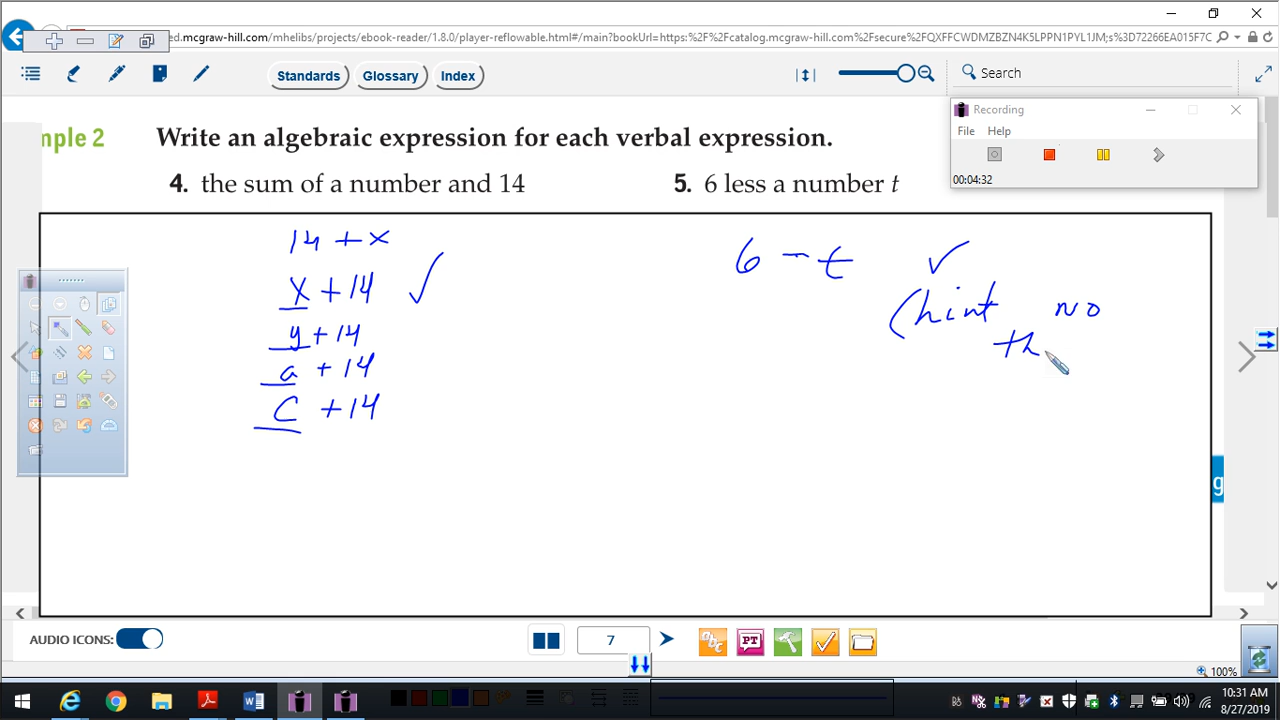 ed.mcgraw-hill.com/mhelibs/projects/ebook-reader/1.8.0/player-reflowable.html#/main?bookUrl=https:%2F%2Fcatalog.mcgraw-hill.com%2Fsecure%2FQXFFCWDMZBZN4K5LPPN1PYL1JM;s%3D72266EA015F7C
Standards Glossary Index Search
Recording
File Help
00:04:32
mple 2 Write an algebraic expression for each verbal expression.
4. the sum of a number and 14 5. 6 less a number t
14 + x
x + 14 6 - t
y + 14 (hint no
a + 14 th
c + 14
g
AUDIO ICONS: 7 abc PT
100%
10:31 AM
8/27/2019